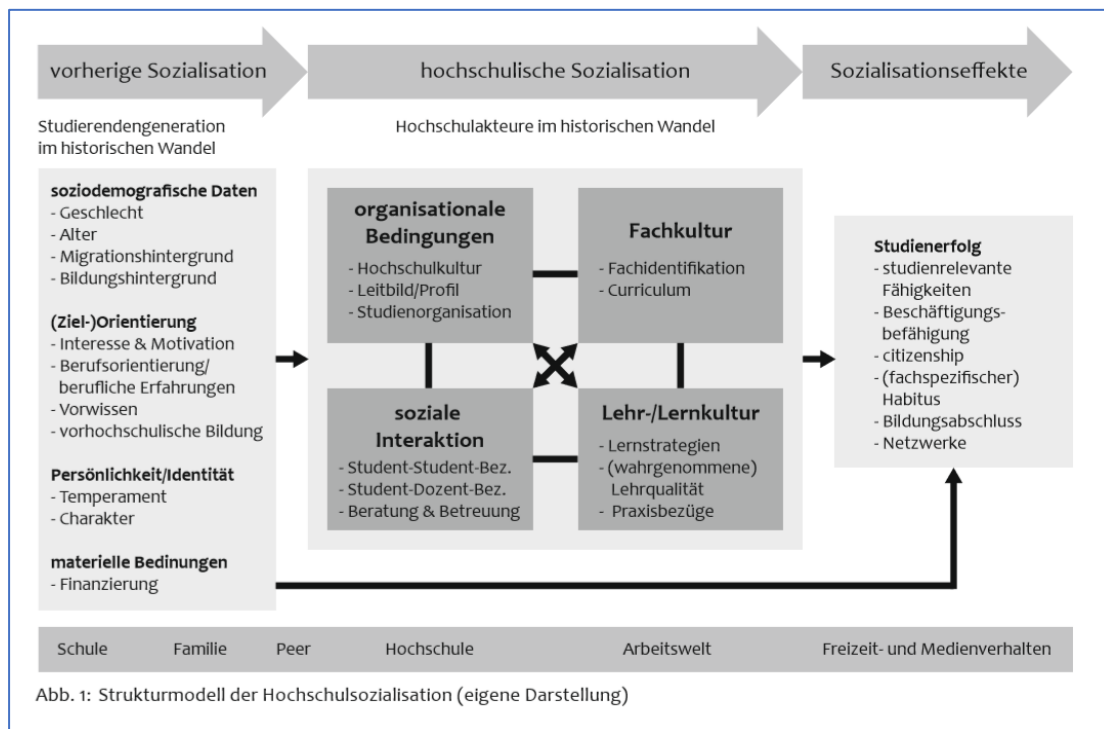 vorherige Sozialisation
hochschulische Sozialisation
Sozialisationseffekte
Studierendengeneration
im historischen Wandel
Hochschulakteure im historischen Wandel
soziodemografische Daten
- Geschlecht
- Alter
- Migrationshintergrund
- Bildungshintergrund
(Ziel-)Orientierung
- Interesse & Motivation
- Berufsorientierung/
berufliche Erfahrungen
- Vorwissen
- vorhochschulische Bildung
Persönlichkeit/Identität
- Temperament
- Charakter
materielle Bedinungen
- Finanzierung
organisationale
Bedingungen
- Hochschulkultur
- Leitbild/Profil
- Studienorganisation
Fachkultur
- Fachidentifikation
- Curriculum
soziale
Interaktion
- Student-Student-Bez.
- Student-Dozent-Bez.
- Beratung & Betreuung
Lehr-/Lernkultur
- Lernstrategien
- (wahrgenommene)
Lehrqualität
- Praxisbezüge
Studienerfolg
- studienrelevante
Fähigkeiten
- Beschäftigungs-
befähigung
- citizenship
- (fachspezifischer)
Habitus
- Bildungsabschluss
- Netzwerke
Schule Familie Peer Hochschule Arbeitswelt Freizeit- und Medienverhalten
Abb. 1: Strukturmodell der Hochschulsozialisation (eigene Darstellung)